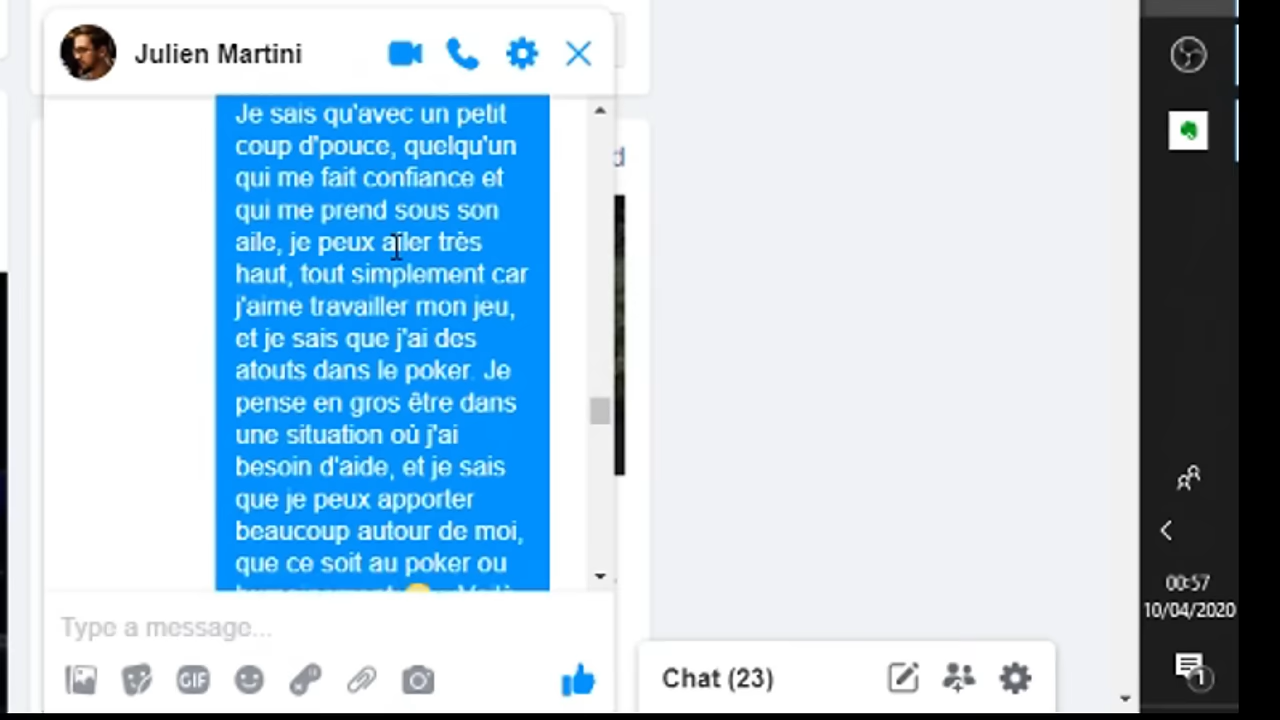 Julien Martini
Je sais qu'avec un petit
coup d'pouce, quelqu'un
qui me fait confiance et
qui me prend sous son
aile, je peux aller très
haut, tout simplement car
j'aime travailler mon jeu,
et je sais que j'ai des
atouts dans le poker. Je
pense en gros être dans
une situation où j'ai
besoin d'aide, et je sais
que je peux apporter
beaucoup autour de moi,
que ce soit au poker ou
Type a message...
GIF
Chat (23)
00:57
10/04/2020
1